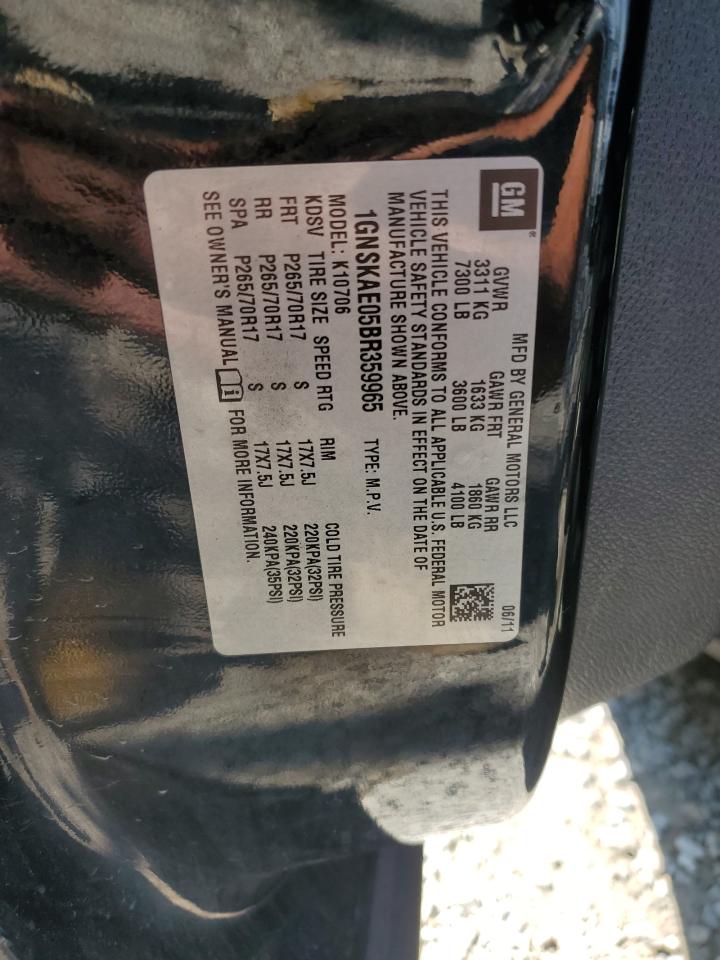 GM ®
MFD BY GENERAL MOTORS LLC 06/11
GVWR GAWR FRT GAWR RR
3311 KG 1633 KG 1860 KG
7300 LB 3600 LB 4100 LB
THIS VEHICLE CONFORMS TO ALL APPLICABLE U.S. FEDERAL MOTOR
VEHICLE SAFETY STANDARDS IN EFFECT ON THE DATE OF
MANUFACTURE SHOWN ABOVE.
1GNSKAE05BR359965 TYPE: M.P.V.
MODEL: K10706
KDSV TIRE SIZE SPEED RTG RIM COLD TIRE PRESSURE
FRT P265/70R17 S 17X7.5J 220KPA(32PSI)
RR P265/70R17 S 17X7.5J 220KPA(32PSI)
SPA P265/70R17 S 17X7.5J 240KPA(35PSI)
SEE OWNER'S MANUAL i FOR MORE INFORMATION.